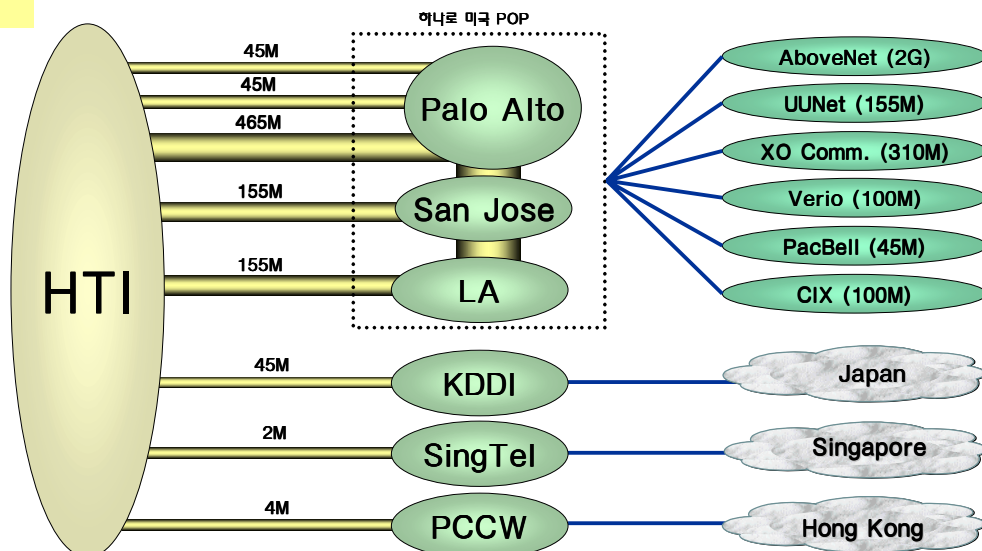 하나로 미국 POP
HTI
45M
45M
465M
155M
155M
45M
2M
4M
Palo Alto
San Jose
LA
KDDI
SingTel
PCCW
AboveNet (2G)
UUNet (155M)
XO Comm. (310M)
Verio (100M)
PacBell (45M)
CIX (100M)
Japan
Singapore
Hong Kong